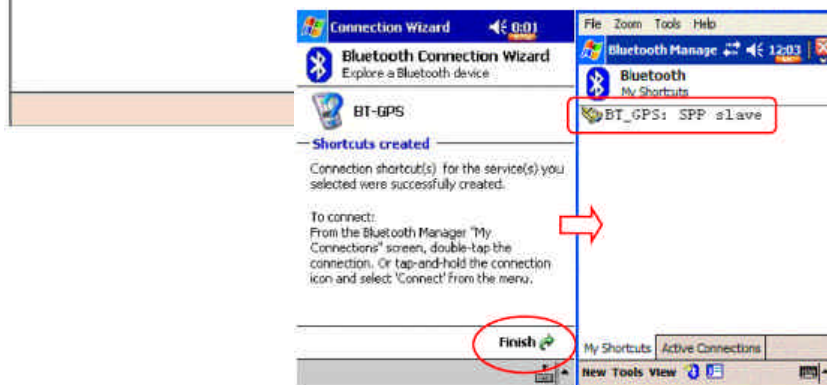 Connection Wizard 0:01
Bluetooth Connection Wizard
Explore a Bluetooth device
BT-GPS
Shortcuts created
Connection shortcut(s) for the service(s) you
selected were successfully created.
To connect:
From the Bluetooth Manager "My
Connections" screen, double-tap the
connection. Or tap-and-hold the connection
icon and select 'Connect' from the menu.
Finish
File Zoom Tools Help
Bluetooth Manage 12:03
Bluetooth
My Shortcuts
BT_GPS: SPP slave
My Shortcuts Active Connections
New Tools View